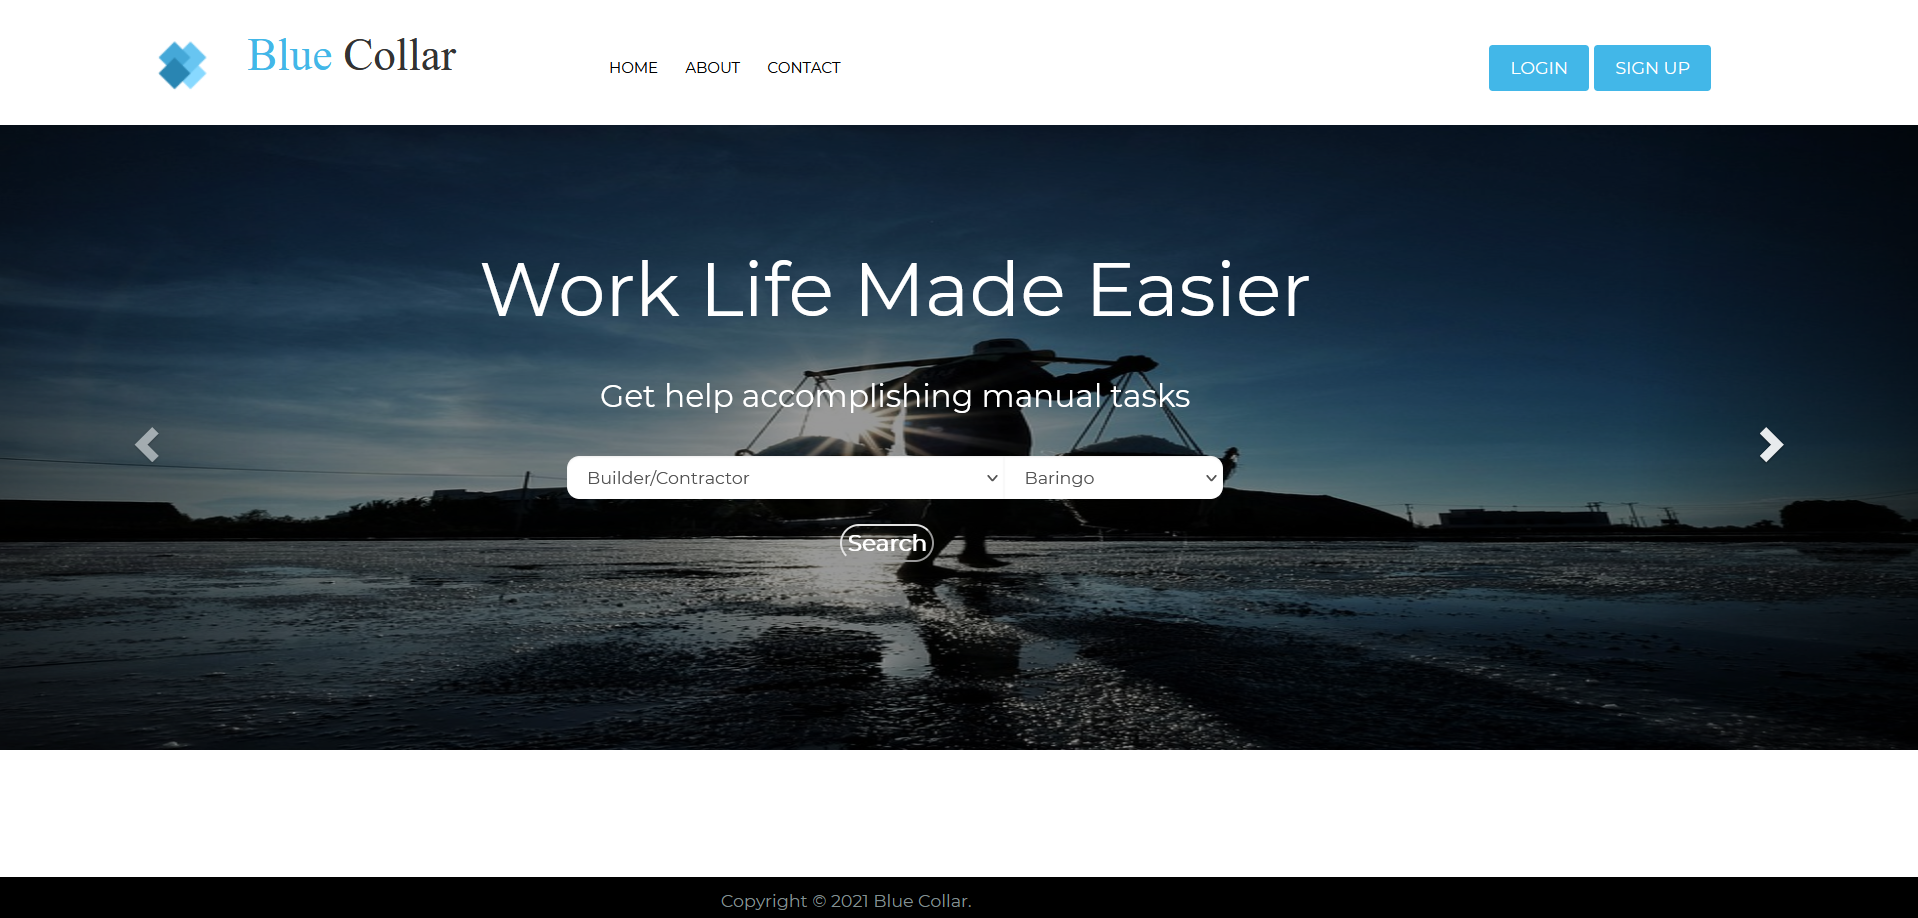 Blue Collar
HOME ABOUT CONTACT
LOGIN SIGN UP
Work Life Made Easier
Get help accomplishing manual tasks
Builder/Contractor Baringo
Search
Copyright © 2021 Blue Collar.